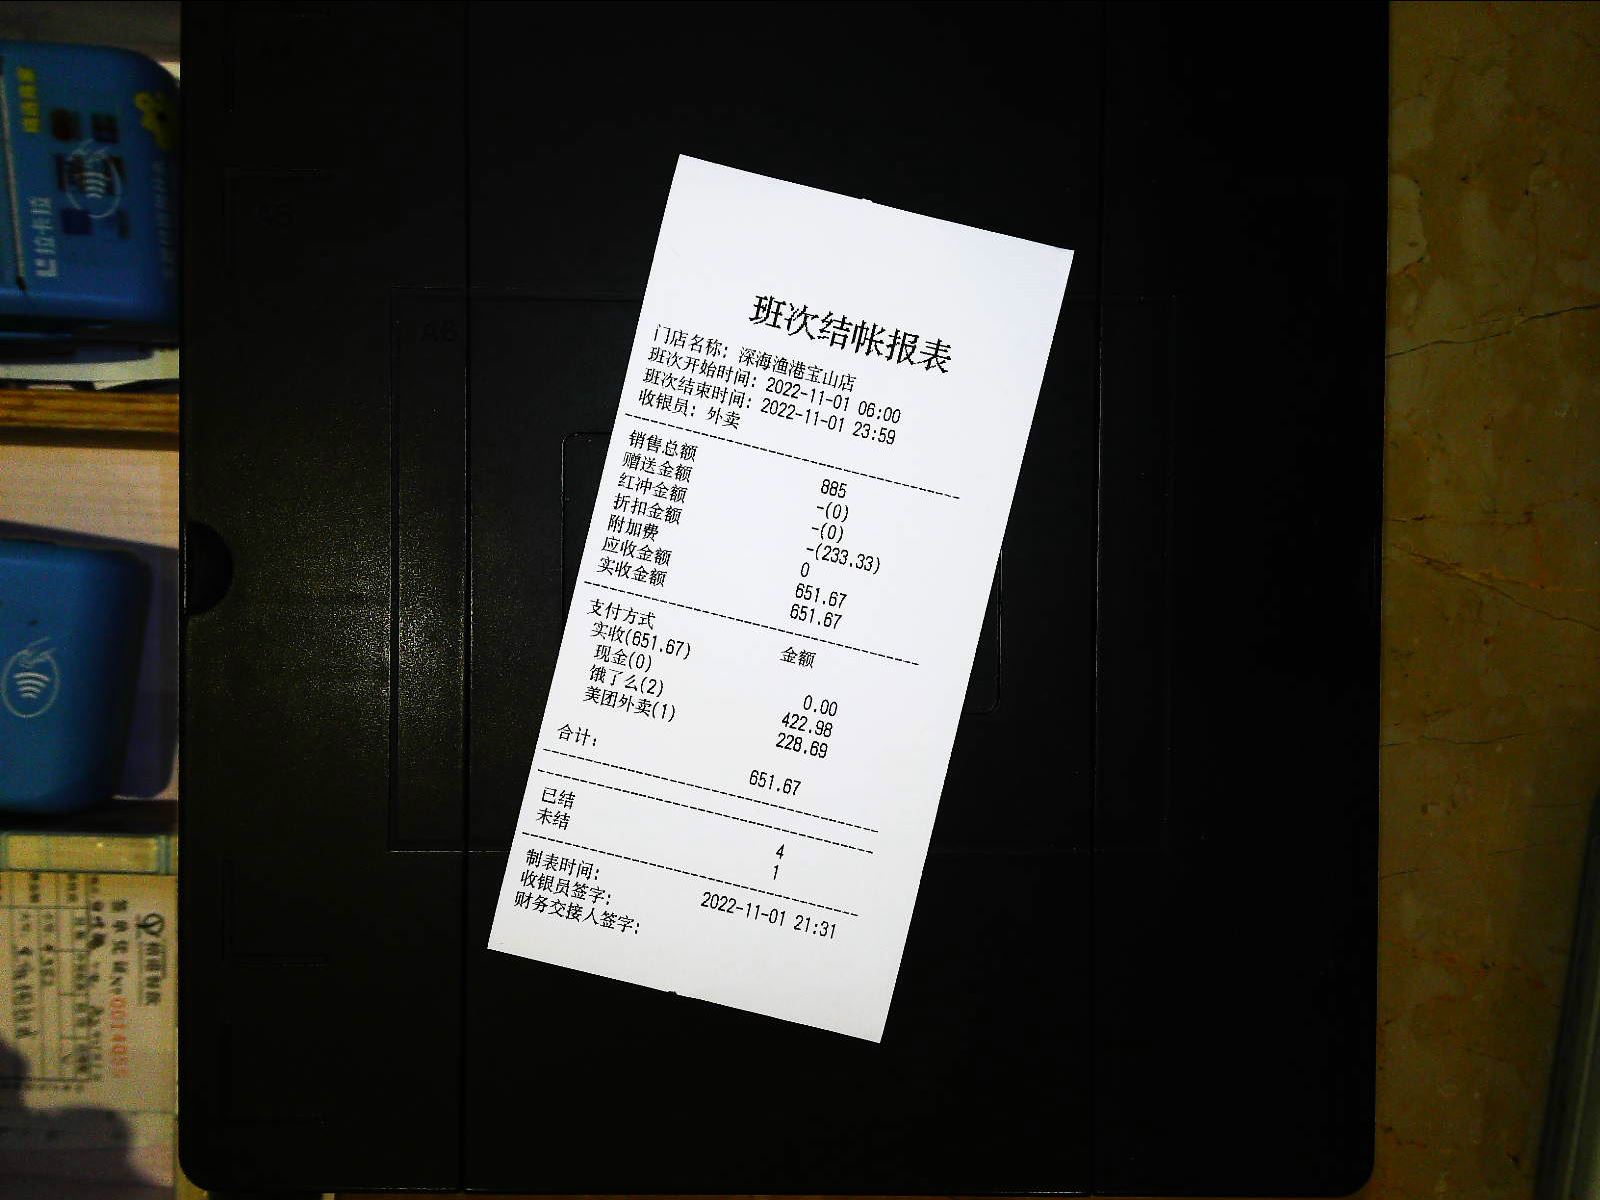 班次结帐报表
门店名称: 深海渔港宝山店
班次开始时间: 2022-11-01 06:00
班次结束时间: 2022-11-01 23:59
收银员: 外卖
销售总额 885
赠送金额 -(0)
红冲金额 -(0)
折扣金额 -(233.33)
附加费 0
应收金额 651.67
实收金额 651.67
支付方式 金额
实收(651.67)
现金(0) 0.00
饿了么(2) 422.98
美团外卖(1) 228.69
合计: 651.67
已结 4
未结 1
制表时间: 2022-11-01 21:31
收银员签字:
财务交接人签字:
拉卡拉
A6
A5